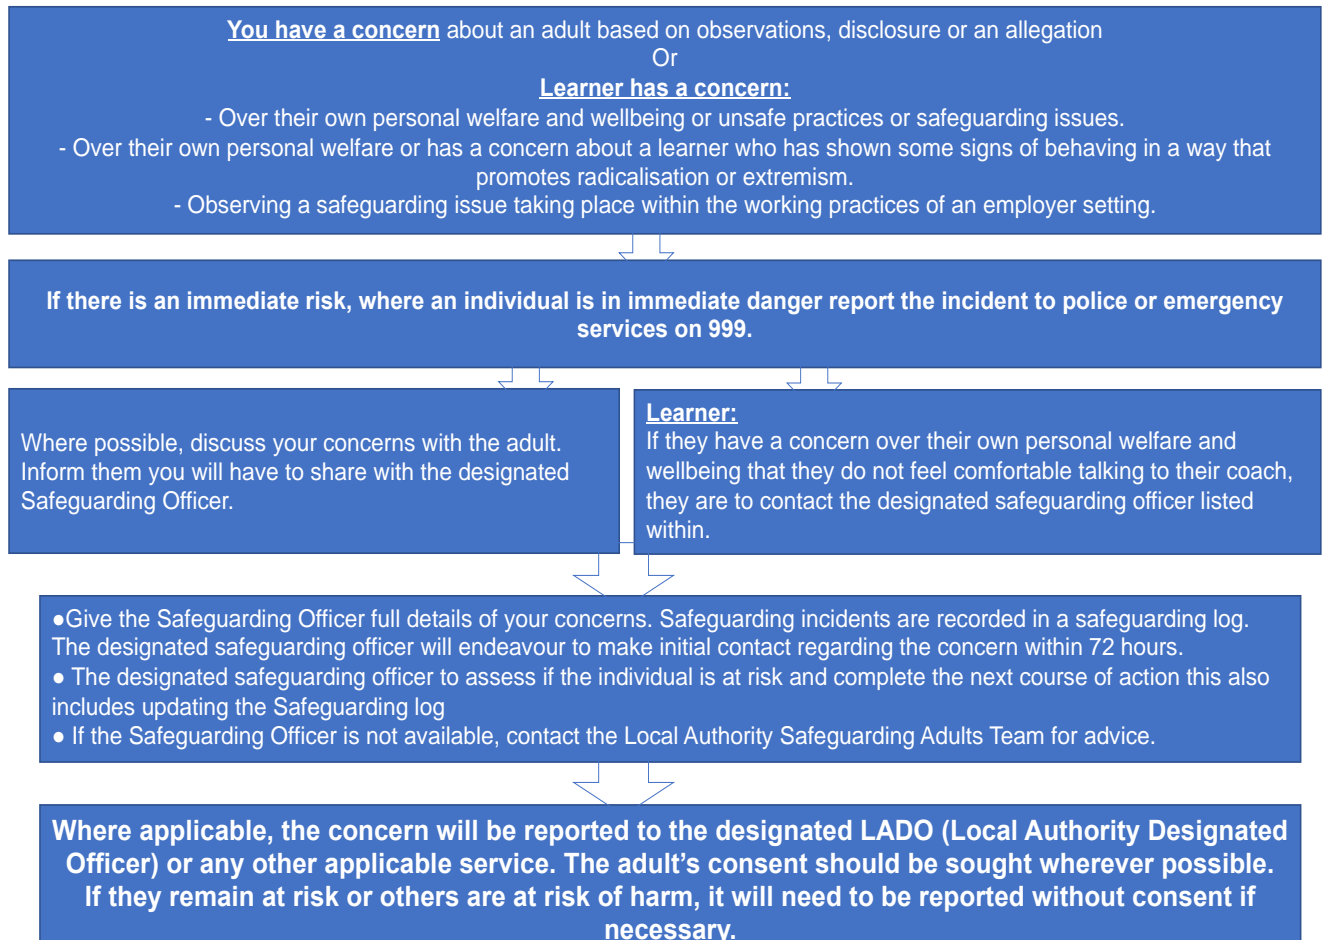 You have a concern about an adult based on observations, disclosure or an allegation
Or
Learner has a concern:
- Over their own personal welfare and wellbeing or unsafe practices or safeguarding issues.
- Over their own personal welfare or has a concern about a learner who has shown some signs of behaving in a way that
promotes radicalisation or extremism.
- Observing a safeguarding issue taking place within the working practices of an employer setting.
If there is an immediate risk, where an individual is in immediate danger report the incident to police or emergency
services on 999.
Where possible, discuss your concerns with the adult.
Inform them you will have to share with the designated
Safeguarding Officer.
Learner:
If they have a concern over their own personal welfare and
wellbeing that they do not feel comfortable talking to their coach,
they are to contact the designated safeguarding officer listed
within.
●Give the Safeguarding Officer full details of your concerns. Safeguarding incidents are recorded in a safeguarding log.
The designated safeguarding officer will endeavour to make initial contact regarding the concern within 72 hours.
● The designated safeguarding officer to assess if the individual is at risk and complete the next course of action this also
includes updating the Safeguarding log
● If the Safeguarding Officer is not available, contact the Local Authority Safeguarding Adults Team for advice.
Where applicable, the concern will be reported to the designated LADO (Local Authority Designated
Officer) or any other applicable service. The adult’s consent should be sought wherever possible.
If they remain at risk or others are at risk of harm, it will need to be reported without consent if
necessary.